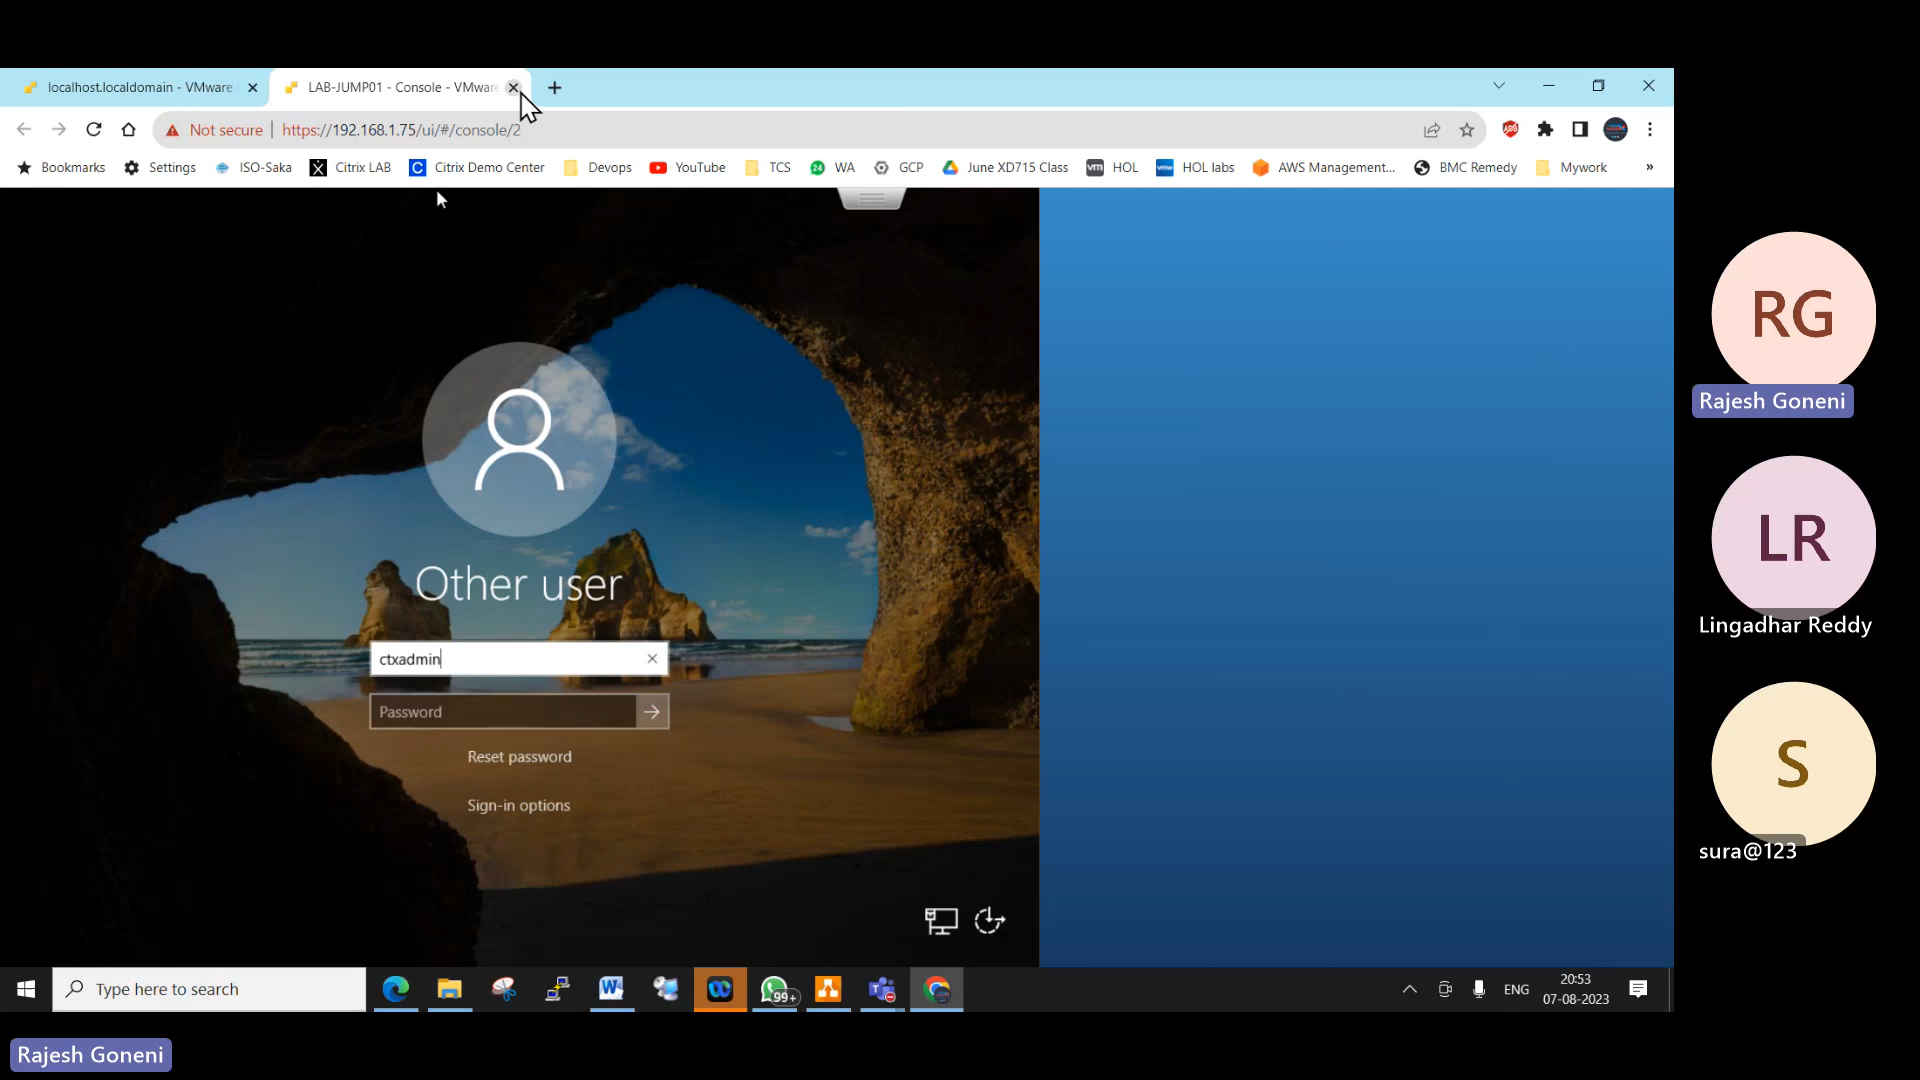 localhost.localdomain - VMware
LAB-JUMP01 - Console - VMware
Not secure
https://192.168.1.75/ui/#/console/2
Bookmarks
Settings
ISO-Saka
Citrix LAB
Citrix Demo Center
Devops
YouTube
TCS
24
WA
GCP
June XD715 Class
vm
HOL
vmw
HOL labs
AWS Management...
BMC Remedy
Mywork
»
Other user
ctxadmin
Password
Reset password
Sign-in options
RG
Rajesh Goneni
LR
Lingadhar Reddy
S
sura@123
Type here to search
99+
ENG
20:53
07-08-2023
Rajesh Goneni